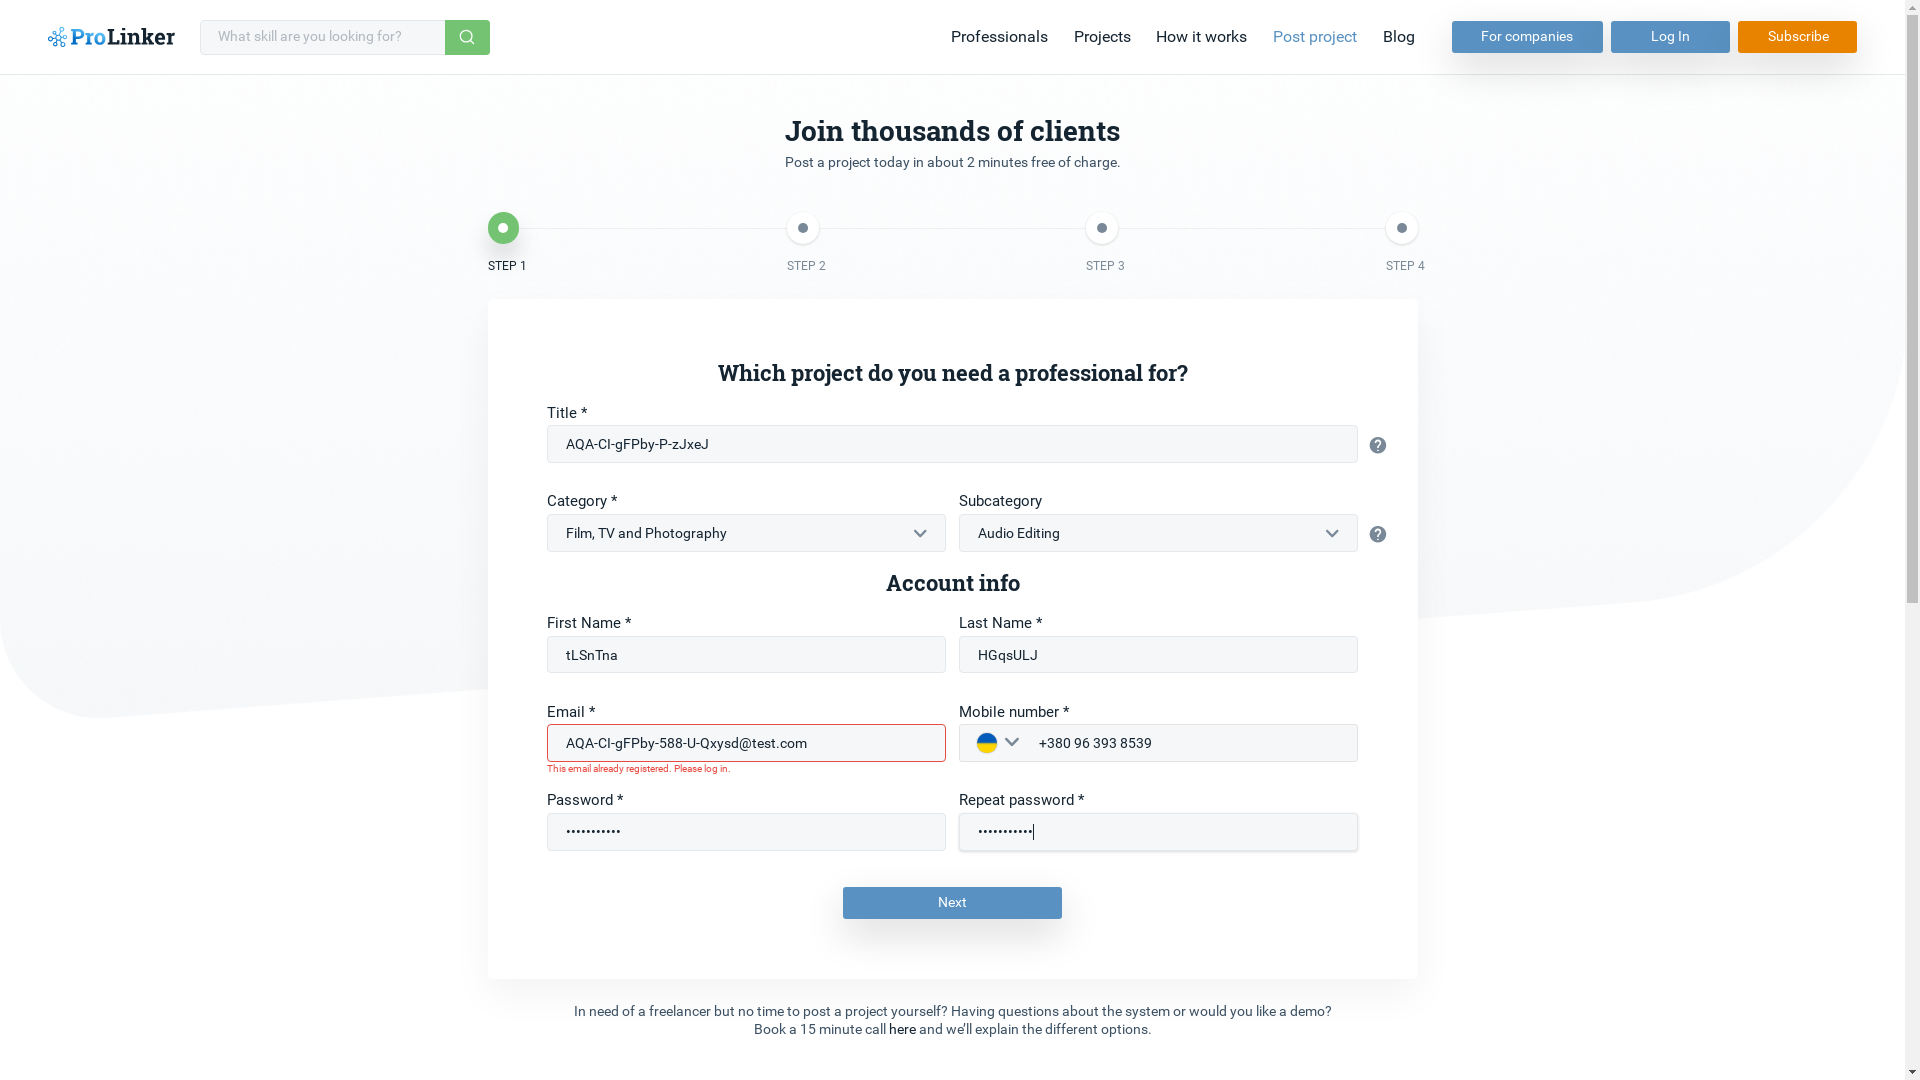 ProLinker
What skill are you looking for?
Professionals
Projects
How it works
Post project
Blog
For companies
Log In
Subscribe
Join thousands of clients
Post a project today in about 2 minutes free of charge.
STEP 1
STEP 2
STEP 3
STEP 4
Which project do you need a professional for?
Title *
AQA-CI-gFPby-P-zJxeJ
Category *
Subcategory
Film, TV and Photography
Audio Editing
Account info
First Name *
Last Name *
tLSnTna
HGqsULJ
Email *
Mobile number *
AQA-CI-gFPby-588-U-Qxysd@test.com
+380 96 393 8539
This email already registered. Please log in.
Password *
Repeat password *
•••••••••••
•••••••••••
Next
In need of a freelancer but no time to post a project yourself? Having questions about the system or would you like a demo?
Book a 15 minute call here and we’ll explain the different options.